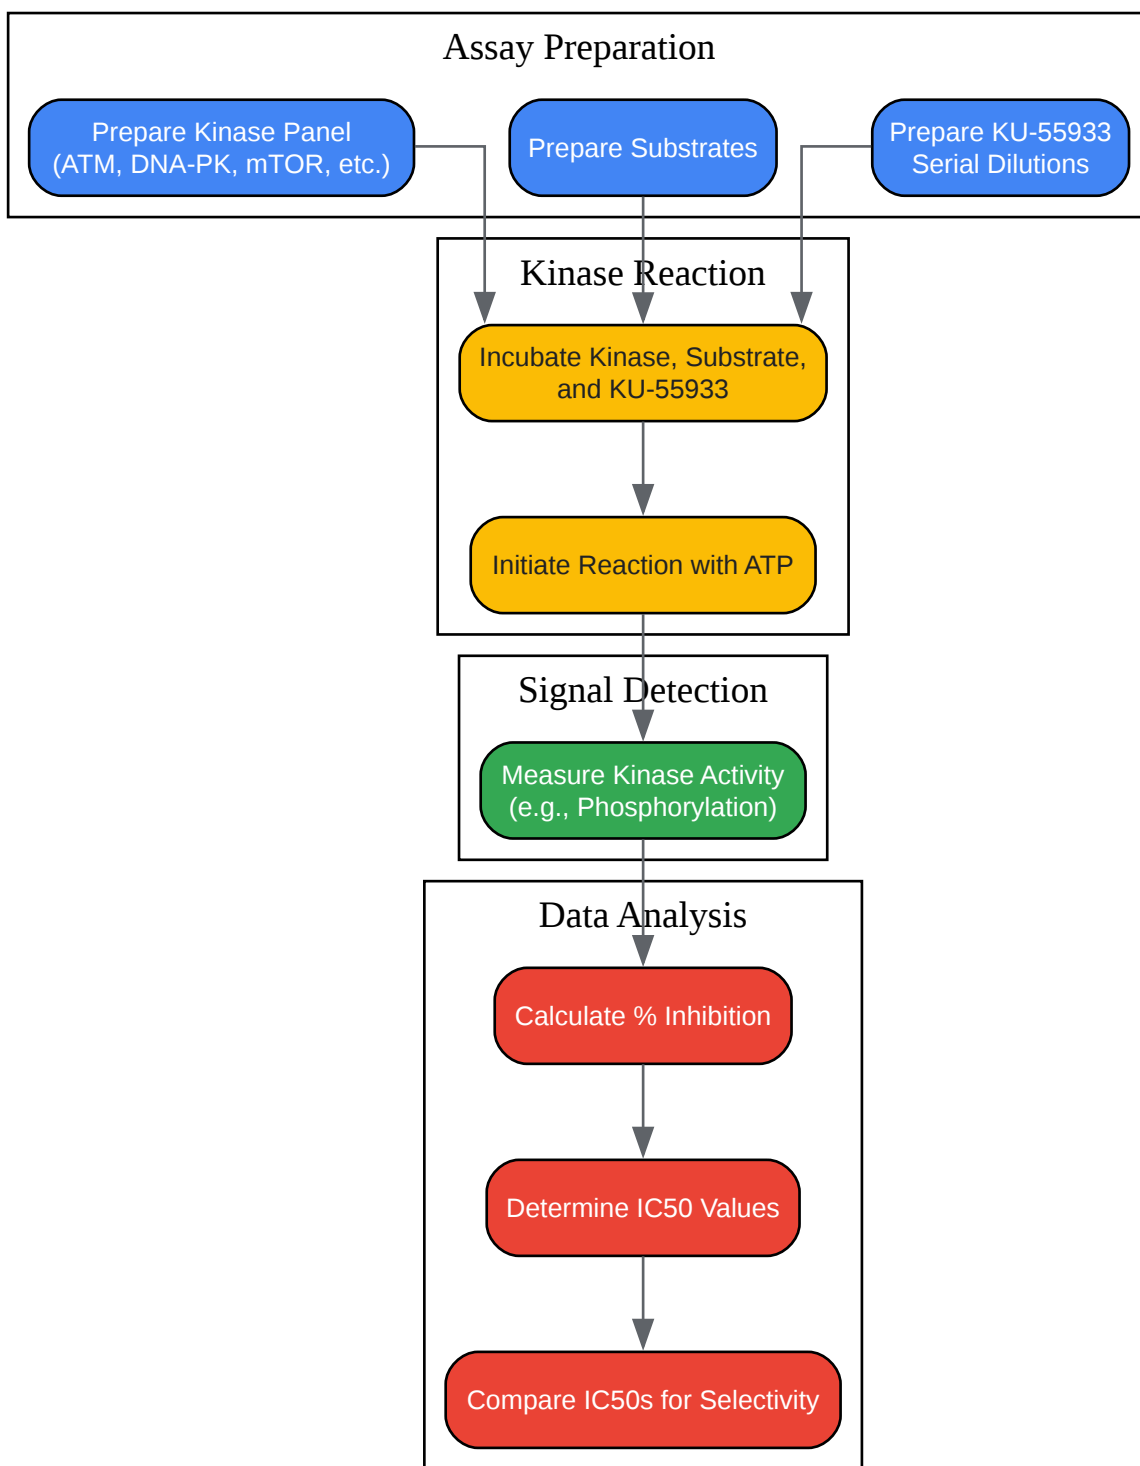 Assay Preparation
Prepare Kinase Panel
(ATM, DNA-PK, mTOR, etc.)
Prepare Substrates
Prepare KU-55933
Serial Dilutions
Kinase Reaction
Incubate Kinase, Substrate,
and KU-55933
Initiate Reaction with ATP
Signal Detection
Measure Kinase Activity
(e.g., Phosphorylation)
Data Analysis
Calculate % Inhibition
Determine IC50 Values
Compare IC50s for Selectivity